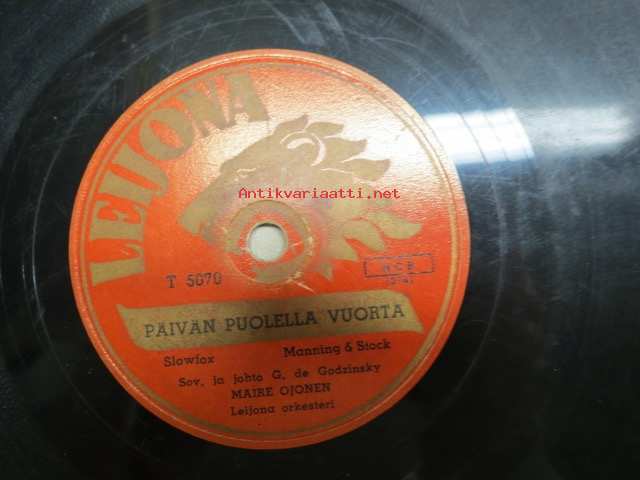 LEIJONA
Antikvariaatti.net
T 5070
NCB
PÄIVÄN PUOLELLA VUORTA
Slowfox Manning & Stock
Sov. ja johto G. de Godzinsky
MAIRE OJONEN
Leijona orkesteri